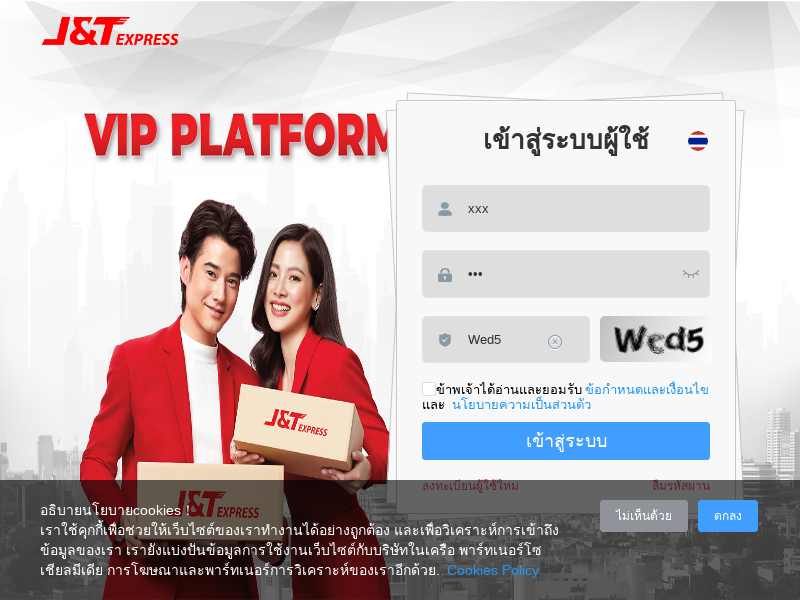 J&T EXPRESS
VIP PLATFORM
เข้าสู่ระบบผู้ใช้
xxx
•••
Wed5
Wed5
ข้าพเจ้าได้อ่านและยอมรับ ข้อกำหนดและเงื่อนไข
และ นโยบายความเป็นส่วนตัว
เข้าสู่ระบบ
ลงทะเบียนผู้ใช้ใหม่ ลืมรหัสผ่าน
J&T EXPRESS
J&T EXPRESS
อธิบายนโยบายcookies !
เราใช้คุกกี้เพื่อช่วยให้เว็บไซต์ของเราทำงานได้อย่างถูกต้อง และเพื่อวิเคราะห์การเข้าถึง
ข้อมูลของเรา เรายังแบ่งปันข้อมูลการใช้งานเว็บไซต์กับบริษัทในเครือ พาร์ทเนอร์โซ
เชียลมีเดีย การโฆษณาและพาร์ทเนอร์การวิเคราะห์ของเราอีกด้วย. Cookies Policy
ไม่เห็นด้วย ตกลง